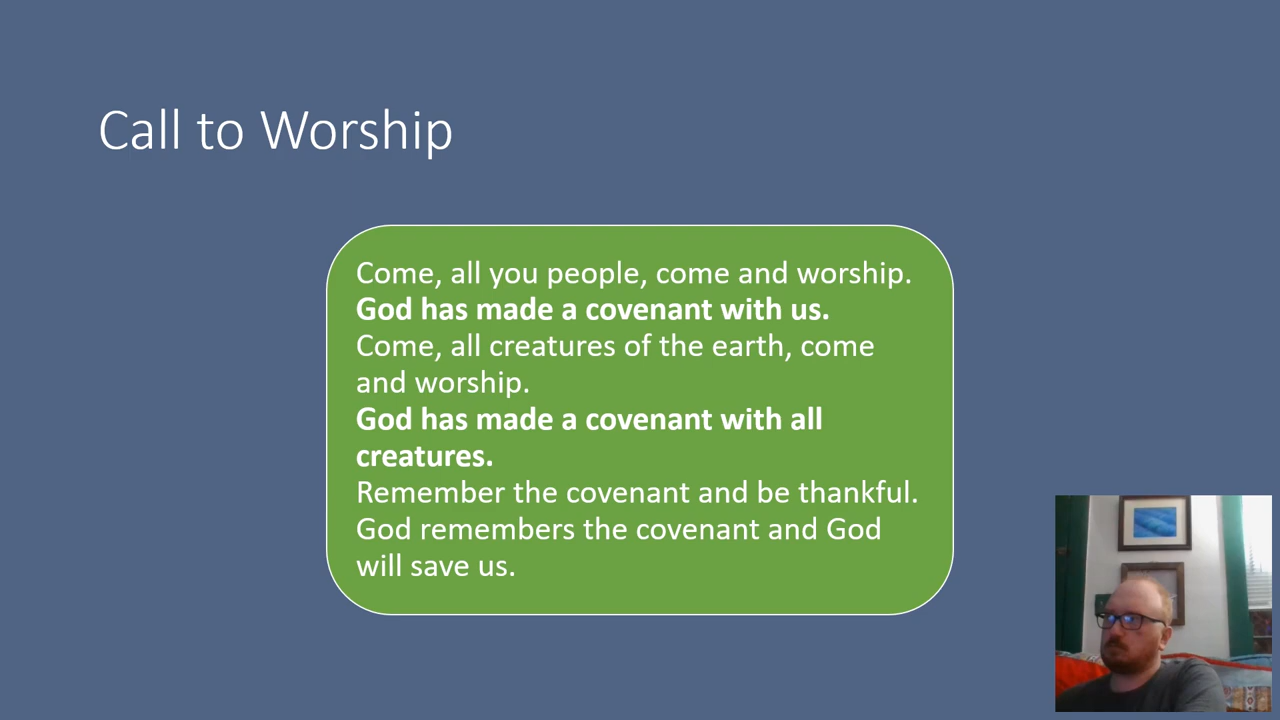 Call to Worship
Come, all you people, come and worship.
God has made a covenant with us.
Come, all creatures of the earth, come
and worship.
God has made a covenant with all
creatures.
Remember the covenant and be thankful.
God remembers the covenant and God
will save us.